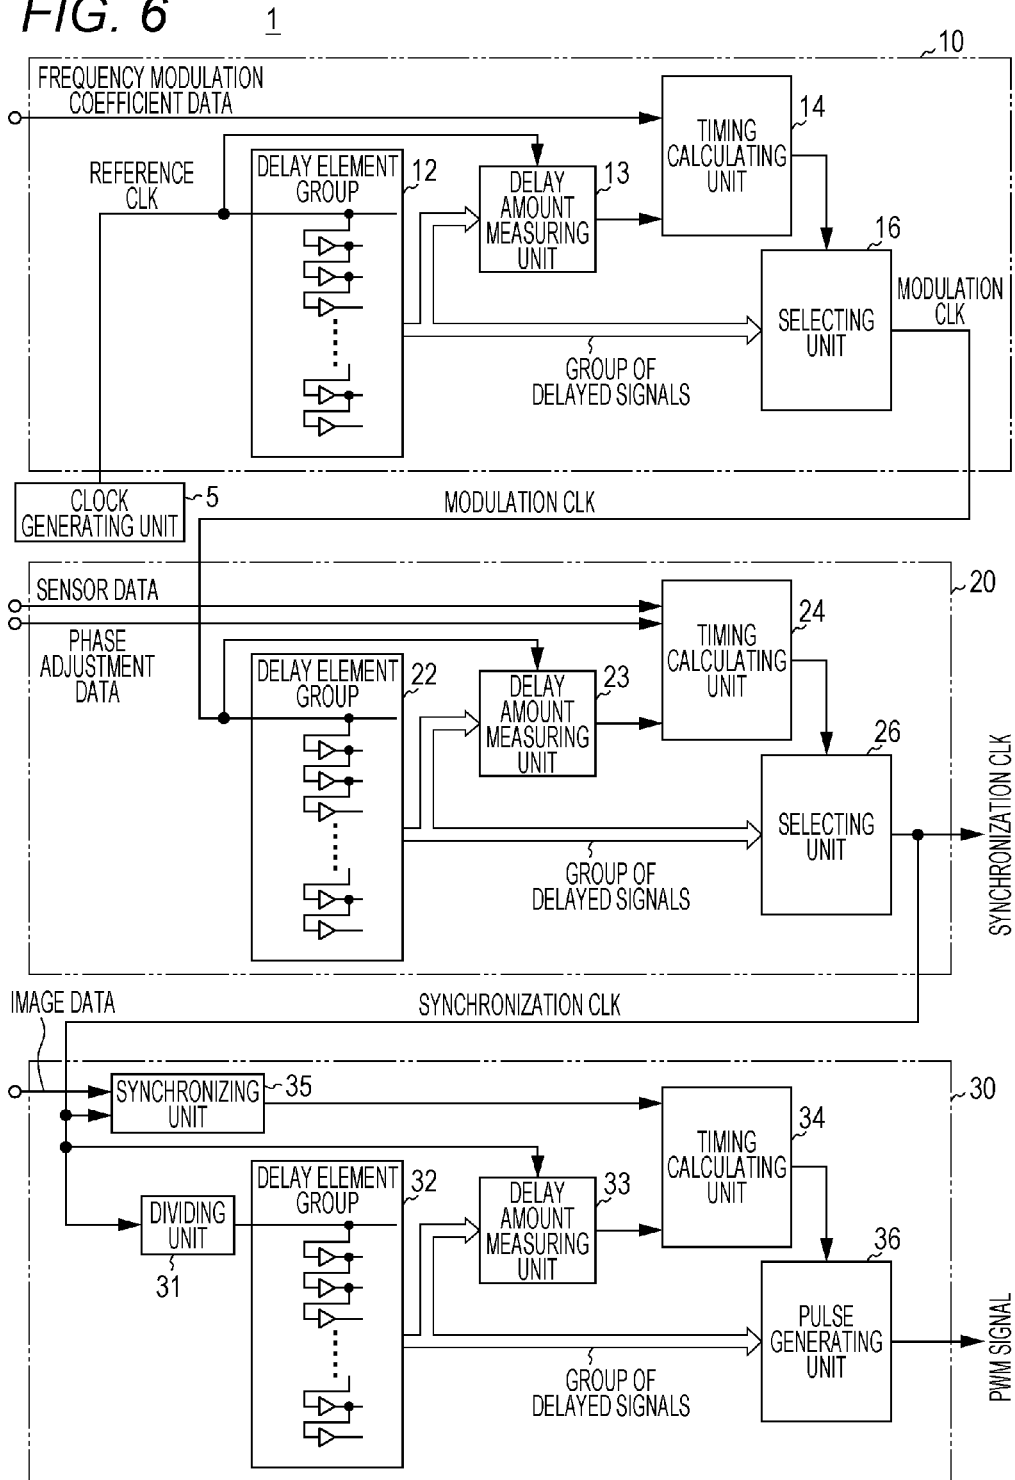 FIG. 6
1
10
FREQUENCY MODULATION
COEFFICIENT DATA
14
TIMING
CALCULATING
UNIT
REFERENCE
CLK
DELAY ELEMENT
GROUP
12
DELAY
AMOUNT
MEASURING
UNIT
13
16
SELECTING
UNIT
MODULATION
CLK
GROUP OF
DELAYED SIGNALS
CLOCK
GENERATING UNIT
5
MODULATION CLK
20
SENSOR DATA
PHASE
ADJUSTMENT
DATA
24
TIMING
CALCULATING
UNIT
DELAY ELEMENT
GROUP
22
DELAY
AMOUNT
MEASURING
UNIT
23
26
SELECTING
UNIT
SYNCHRONIZATION CLK
GROUP OF
DELAYED SIGNALS
IMAGE DATA
SYNCHRONIZATION CLK
30
SYNCHRONIZING
UNIT
35
34
TIMING
CALCULATING
UNIT
DELAY ELEMENT
GROUP
32
DELAY
AMOUNT
MEASURING
UNIT
33
DIVIDING
UNIT
31
36
PULSE
GENERATING
UNIT
PWM SIGNAL
GROUP OF
DELAYED SIGNALS